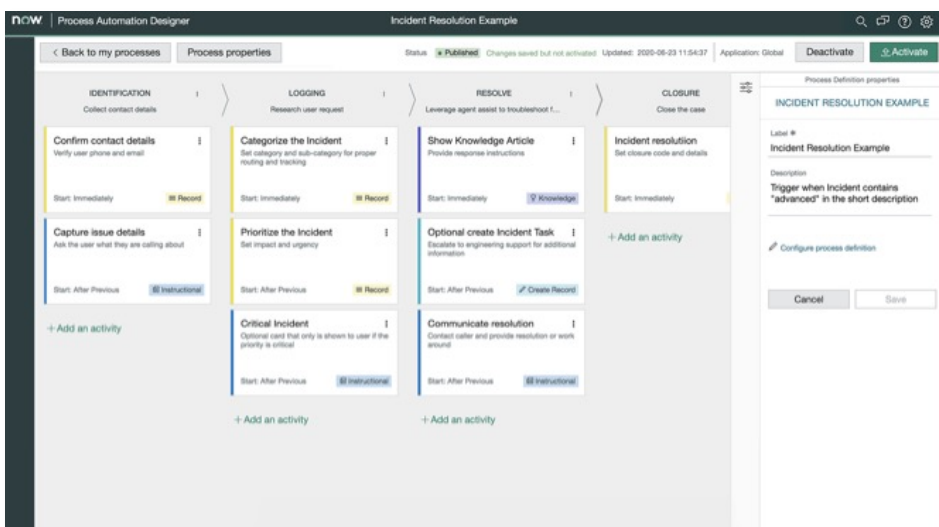 now Process Automation Designer
Incident Resolution Example
< Back to my processes
Process properties
Status Published Changes saved but not activated Updated: 2020-06-23 11:54:37 Application: Global
Deactivate
Activate
IDENTIFICATION
Collect contact details
Confirm contact details
Verify user phone and email
Start: Immediately
Record
Capture issue details
Ask the user what they are calling about
Start: After Previous
Instructional
+ Add an activity
LOGGING
Research user request
Categorize the Incident
Set category and sub-category for proper
routing and tracking
Start: Immediately
Record
Prioritize the Incident
Set impact and urgency
Start: After Previous
Record
Critical Incident
Optional card that only is shown to user if the
priority is critical
Start: After Previous
Instructional
+ Add an activity
RESOLVE
Leverage agent assist to troubleshoot f...
Show Knowledge Article
Provide response instructions
Start: Immediately
Knowledge
Optional create Incident Task
Escalate to engineering support for additional
information
Start: After Previous
Create Record
Communicate resolution
Contact caller and provide resolution or work
around
Start: After Previous
Instructional
+ Add an activity
CLOSURE
Close the case
Incident resolutiion
Set closure code and details
Start: Immediately
+ Add an activity
Process Definition properties
INCIDENT RESOLUTION EXAMPLE
Label
Incident Resolution Example
Description
Trigger when Incident contains
"advanced" in the short description
Configure process definition
Cancel
Save